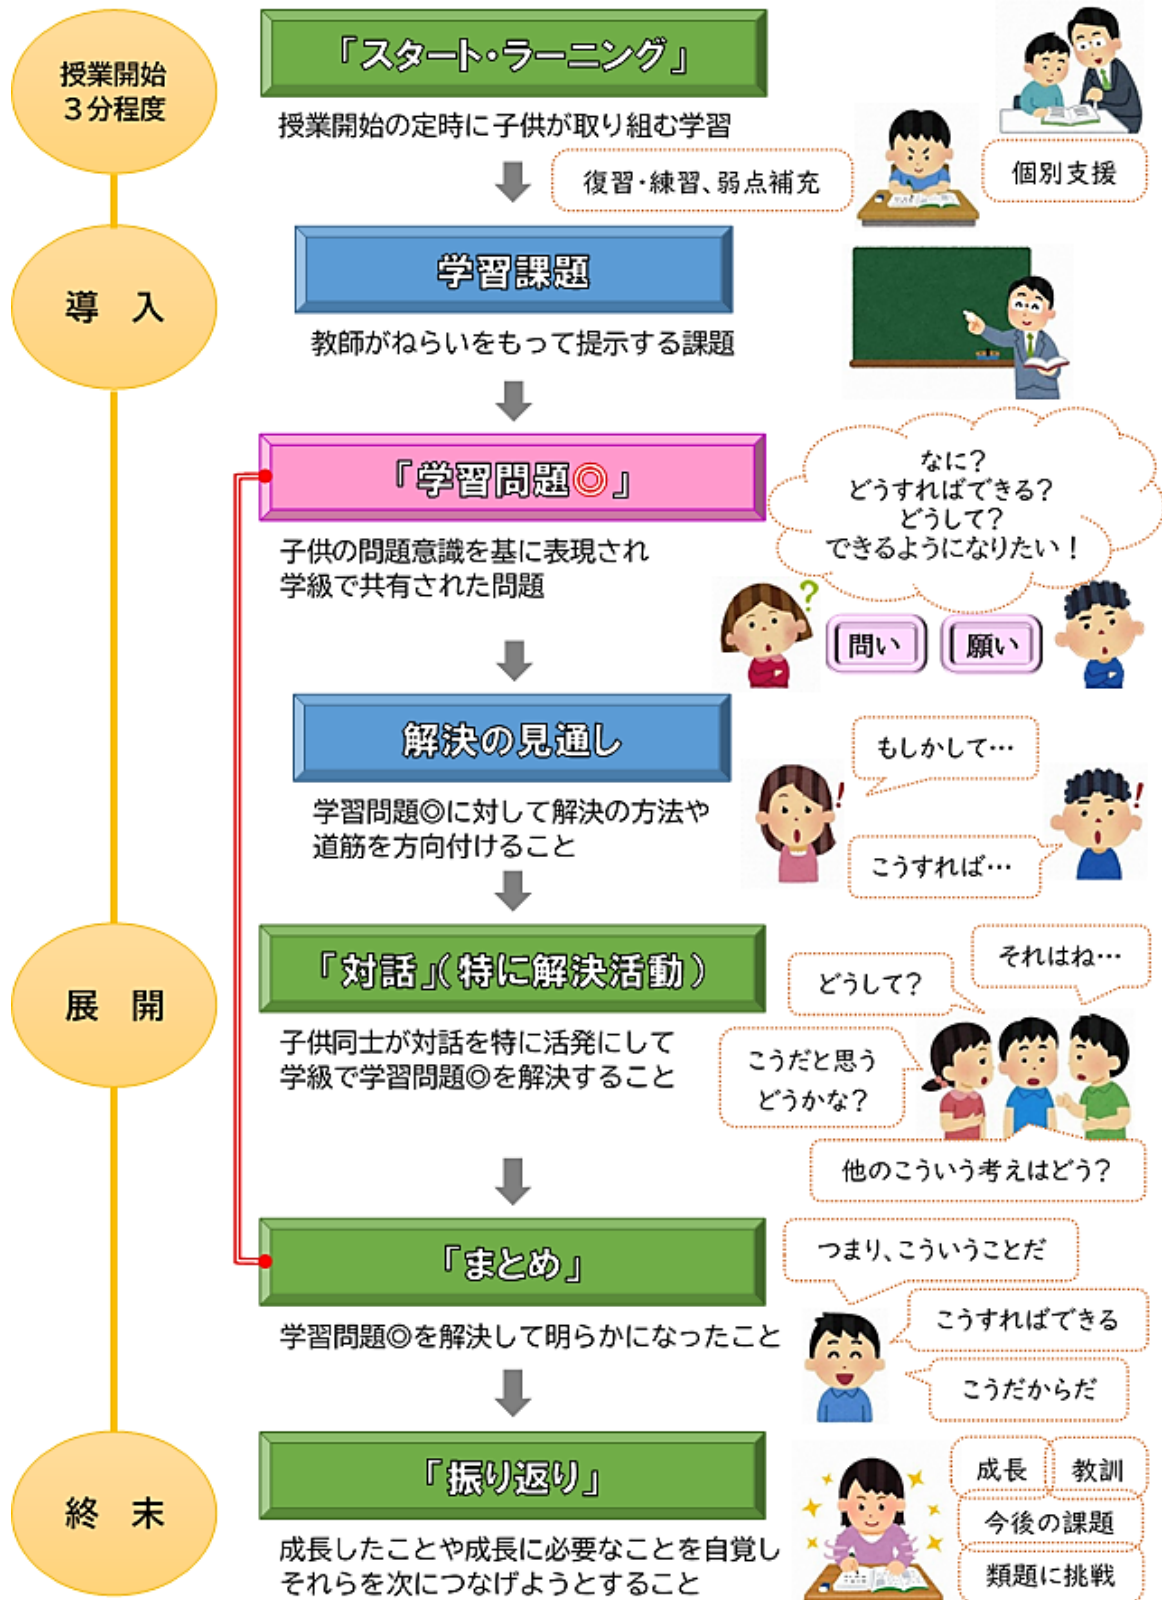 授業開始
３分程度
「スタート・ラーニング」
授業開始の定時に子供が取り組む学習
復習・練習、弱点補充
個別支援
導　入
学習課題
教師がねらいをもって提示する課題
「学習問題◎」
子供の問題意識を基に表現され
学級で共有された問題
なに？
どうすればできる？
どうして？
できるようになりたい！
?
問い
願い
解決の見通し
学習問題◎に対して解決の方法や
道筋を方向付けること
もしかして…
!
!
こうすれば…
展　開
「対話」（特に解決活動）
子供同士が対話を特に活発にして
学級で学習問題◎を解決すること
それはね…
どうして？
こうだと思う
どうかな？
他のこういう考えはどう？
「まとめ」
学習問題◎を解決して明らかになったこと
つまり、こういうことだ
こうすればできる
こうだからだ
終　末
「振り返り」
成長したことや成長に必要なことを自覚し
それらを次につなげようとすること
成長
教訓
今後の課題
類題に挑戦